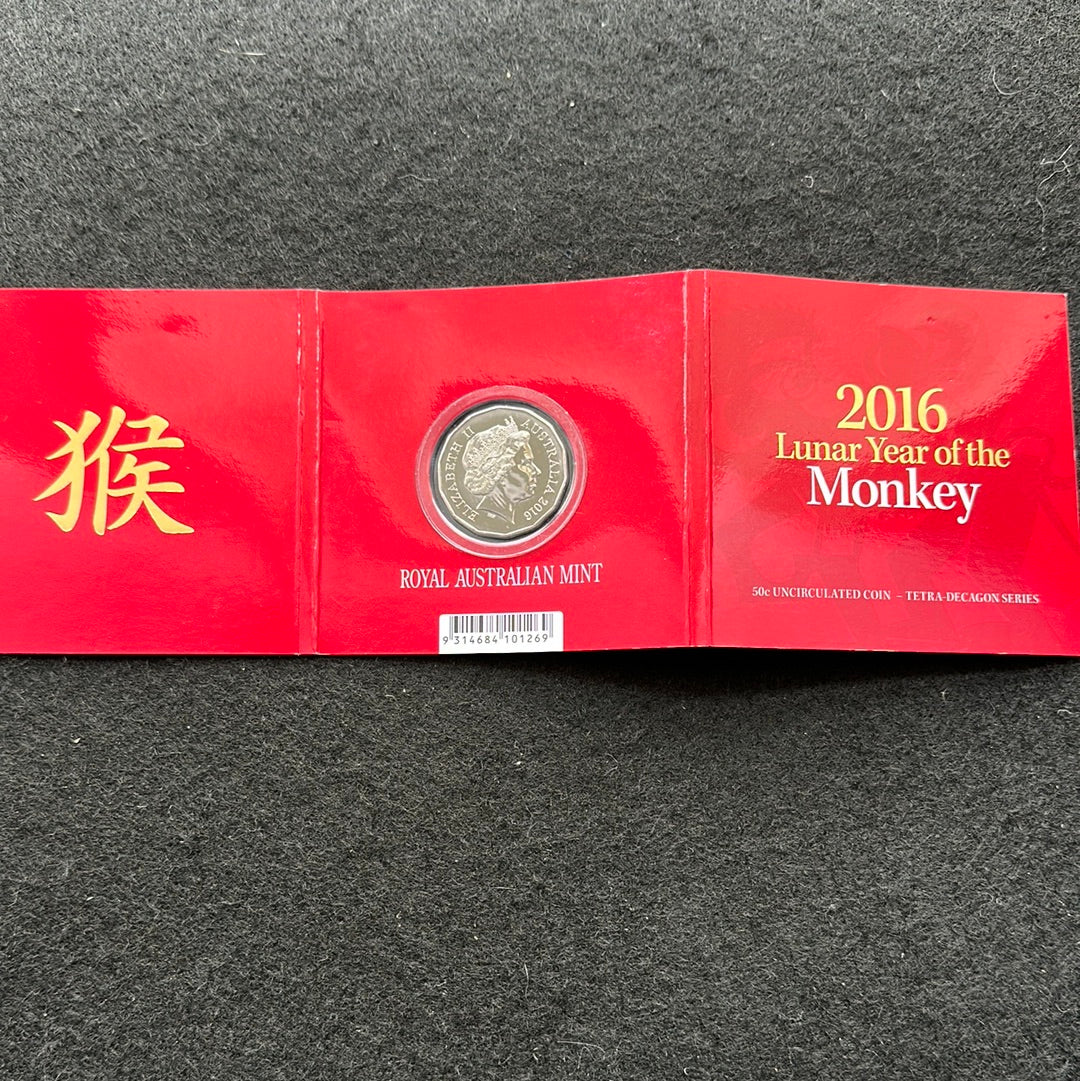 猴
ELIZABETH II AUSTRALIA 2016
ROYAL AUSTRALIAN MINT
9 314684 101269
2016
Lunar Year of the
Monkey
50c UNCIRCULATED COIN – TETRA-DECAGON SERIES